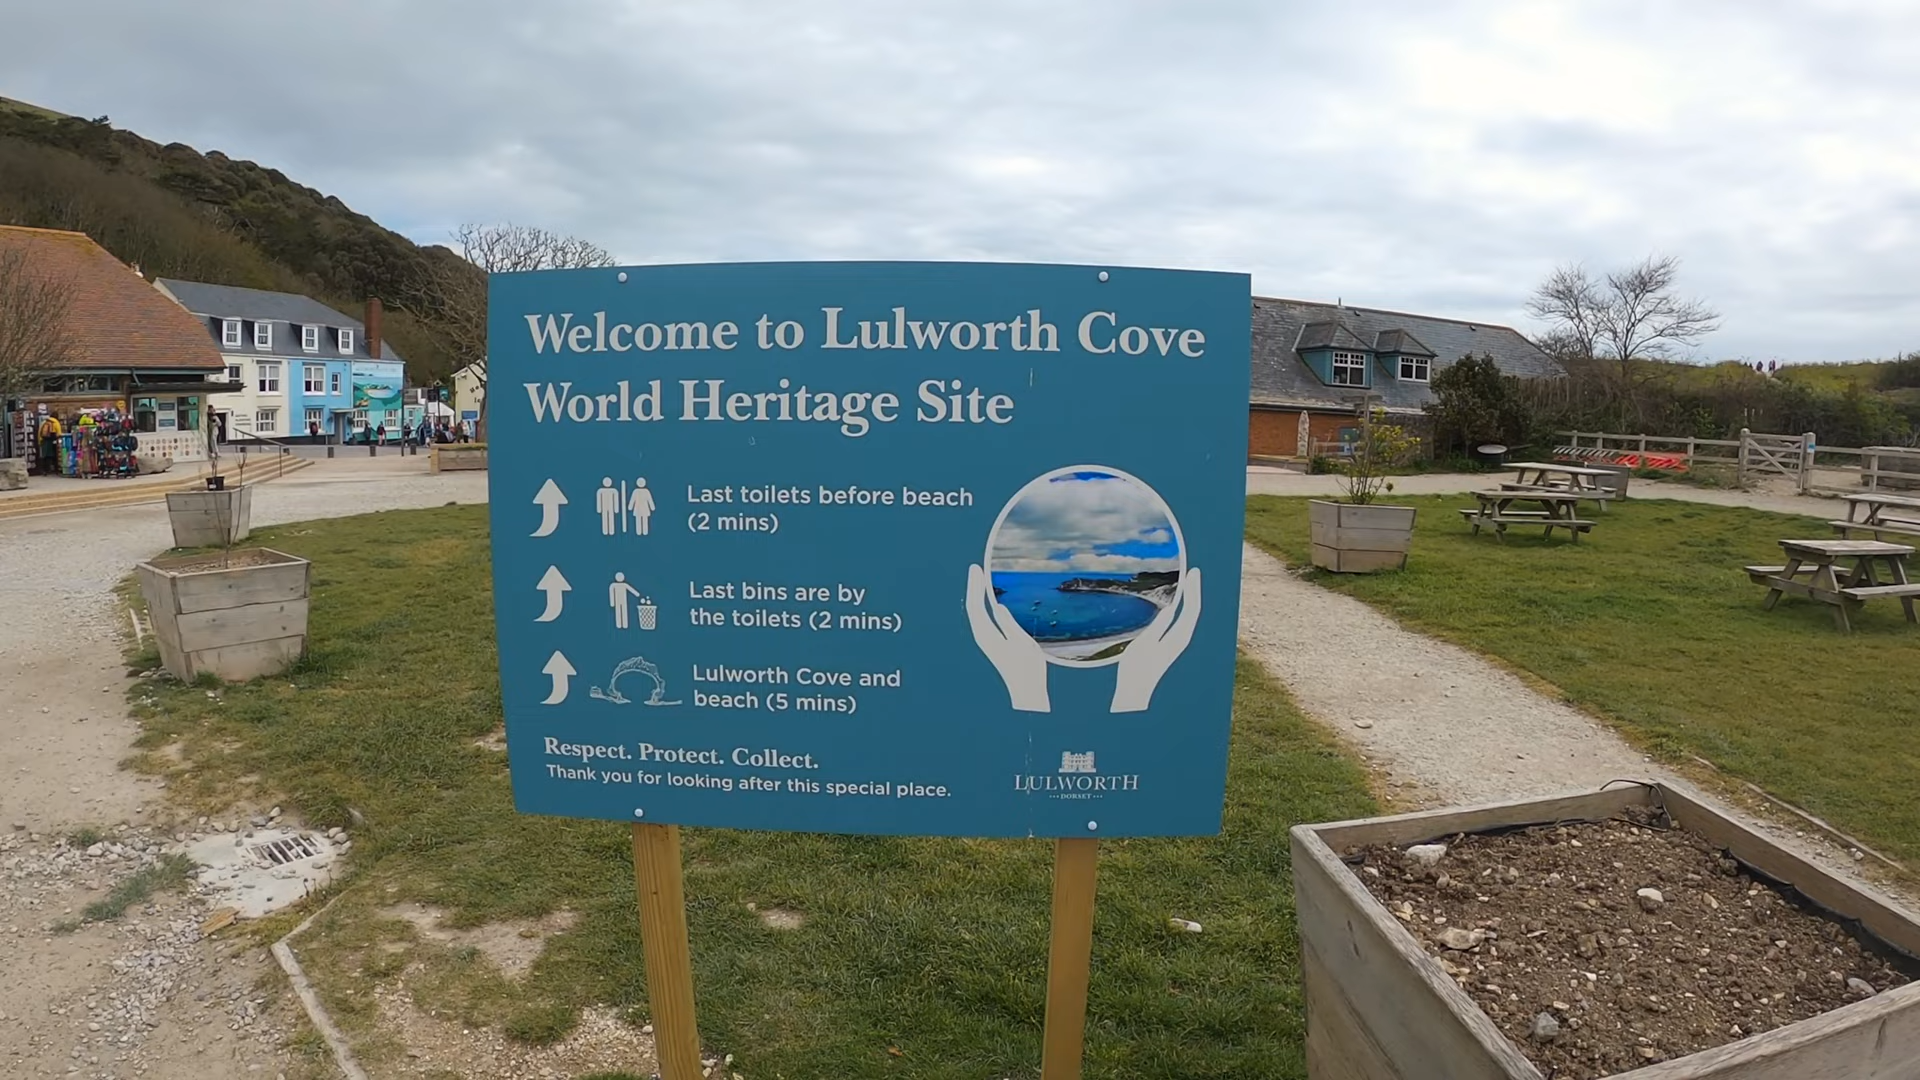 Welcome to Lulworth Cove
World Heritage Site
Last toilets before beach
(2 mins)
Last bins are by
the toilets (2 mins)
Lulworth Cove and
beach (5 mins)
Respect. Protect. Collect.
Thank you for looking after this special place.
LULWORTH
DORSET